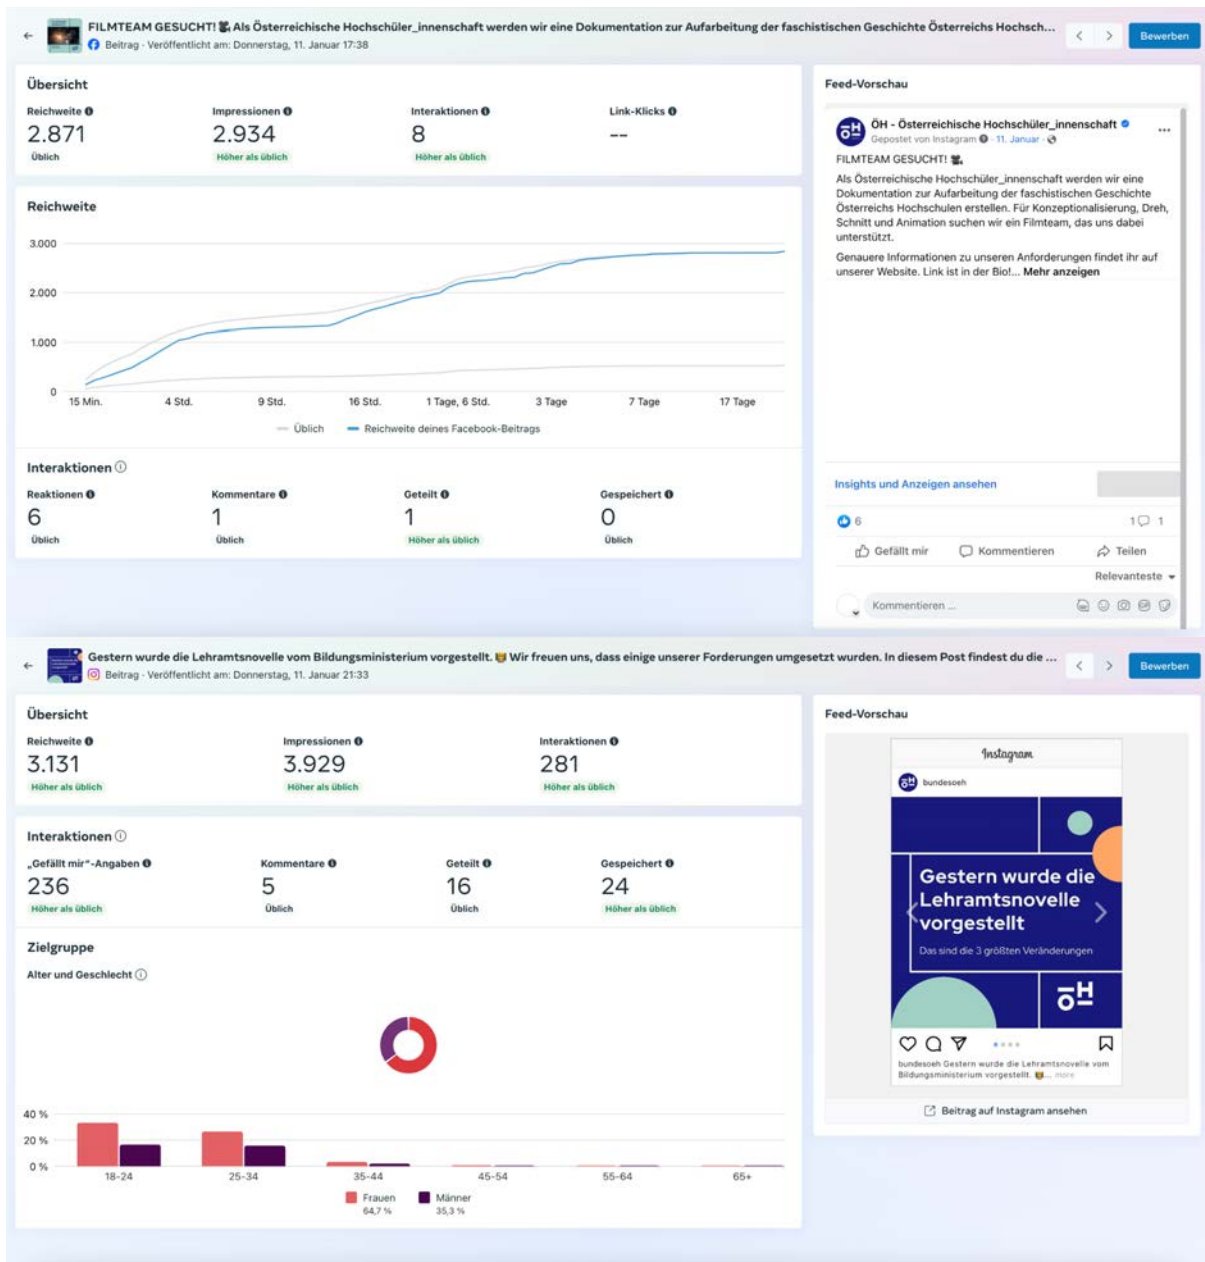 FILMTEAM GESUCHT! 🎥 Als Österreichische Hochschüler_innenschaft werden wir eine Dokumentation zur Aufarbeitung der faschistischen Geschichte Österreichs Hochsch...
Beitrag · Veröffentlicht am: Donnerstag, 11. Januar 17:38
Bewerben
Übersicht
Reichweite Impressionen Interaktionen Link-Klicks
2.871 2.934 8 --
Üblich Höher als üblich Höher als üblich
Reichweite
3.000
2.000
1.000
0
15 Min. 4 Std. 9 Std. 16 Std. 1 Tage, 6 Std. 3 Tage 7 Tage 17 Tage
Üblich Reichweite deines Facebook-Beitrags
Interaktionen
Reaktionen Kommentare Geteilt Gespeichert
6 1 1 0
Üblich Üblich Höher als üblich Üblich
Feed-Vorschau
ÖH - Österreichische Hochschüler_innenschaft
Gepostet von Instagram · 11. Januar ·
FILMTEAM GESUCHT! 🎥
Als Österreichische Hochschüler_innenschaft werden wir eine
Dokumentation zur Aufarbeitung der faschistischen Geschichte
Österreichs Hochschulen erstellen. Für Konzeptionalisierung, Dreh,
Schnitt und Animation suchen wir ein Filmteam, das uns dabei
unterstützt.
Genauere Informationen zu unseren Anforderungen findet ihr auf
unserer Website. Link ist in der Bio!... Mehr anzeigen
Insights und Anzeigen ansehen
6 1 1
Gefällt mir Kommentieren Teilen
Relevanteste
Kommentieren ...
Gestern wurde die Lehramtsnovelle vom Bildungsministerium vorgestellt. Wir freuen uns, dass einige unserer Forderungen umgesetzt wurden. In diesem Post findest du die ...
Beitrag · Veröffentlicht am: Donnerstag, 11. Januar 21:33
Bewerben
Übersicht
Reichweite Impressionen Interaktionen
3.131 3.929 281
Höher als üblich Höher als üblich Höher als üblich
Interaktionen
„Gefällt mir“-Angaben Kommentare Geteilt Gespeichert
236 5 16 24
Höher als üblich Üblich Üblich Höher als üblich
Zielgruppe
Alter und Geschlecht
40 %
20 %
0 %
18-24 25-34 35-44 45-54 55-64 65+
Frauen Männer
64,7 % 35,3 %
Feed-Vorschau
Instagram
ŌH bundesoeh
Gestern wurde die
Lehramtsnovelle
vorgestellt
Das sind die 3 größten Veränderungen
ŌH
bundesoeh Gestern wurde die Lehramtsnovelle vom
Bildungsministerium vorgestellt. ... more
Beitrag auf Instagram ansehen